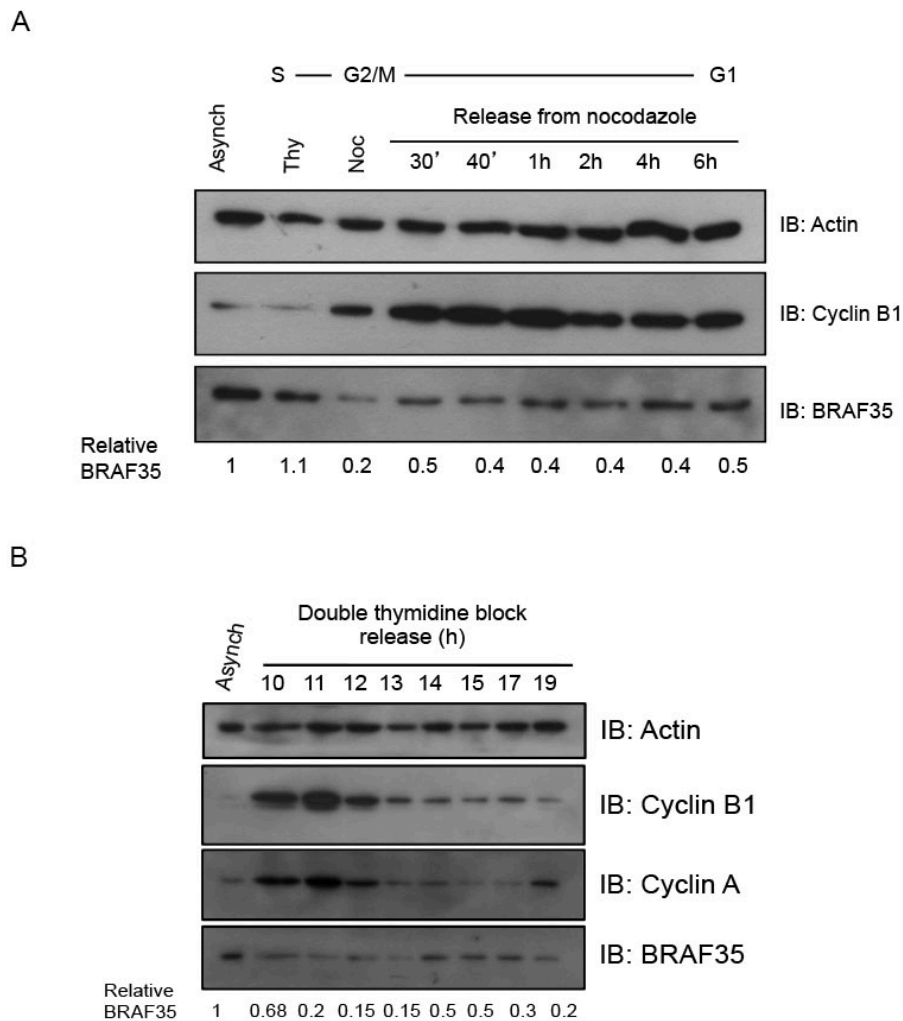 A
S G2/M G1
Release from nocodazole
Asynch Thy Noc 30’ 40’ 1h 2h 4h 6h
IB: Actin
IB: Cyclin B1
IB: BRAF35
Relative
BRAF35 1 1.1 0.2 0.5 0.4 0.4 0.4 0.4 0.5
B
Double thymidine block
release (h)
Asynch 10 11 12 13 14 15 17 19
IB: Actin
IB: Cyclin B1
IB: Cyclin A
IB: BRAF35
Relative
BRAF35 1 0.68 0.2 0.15 0.15 0.5 0.5 0.3 0.2